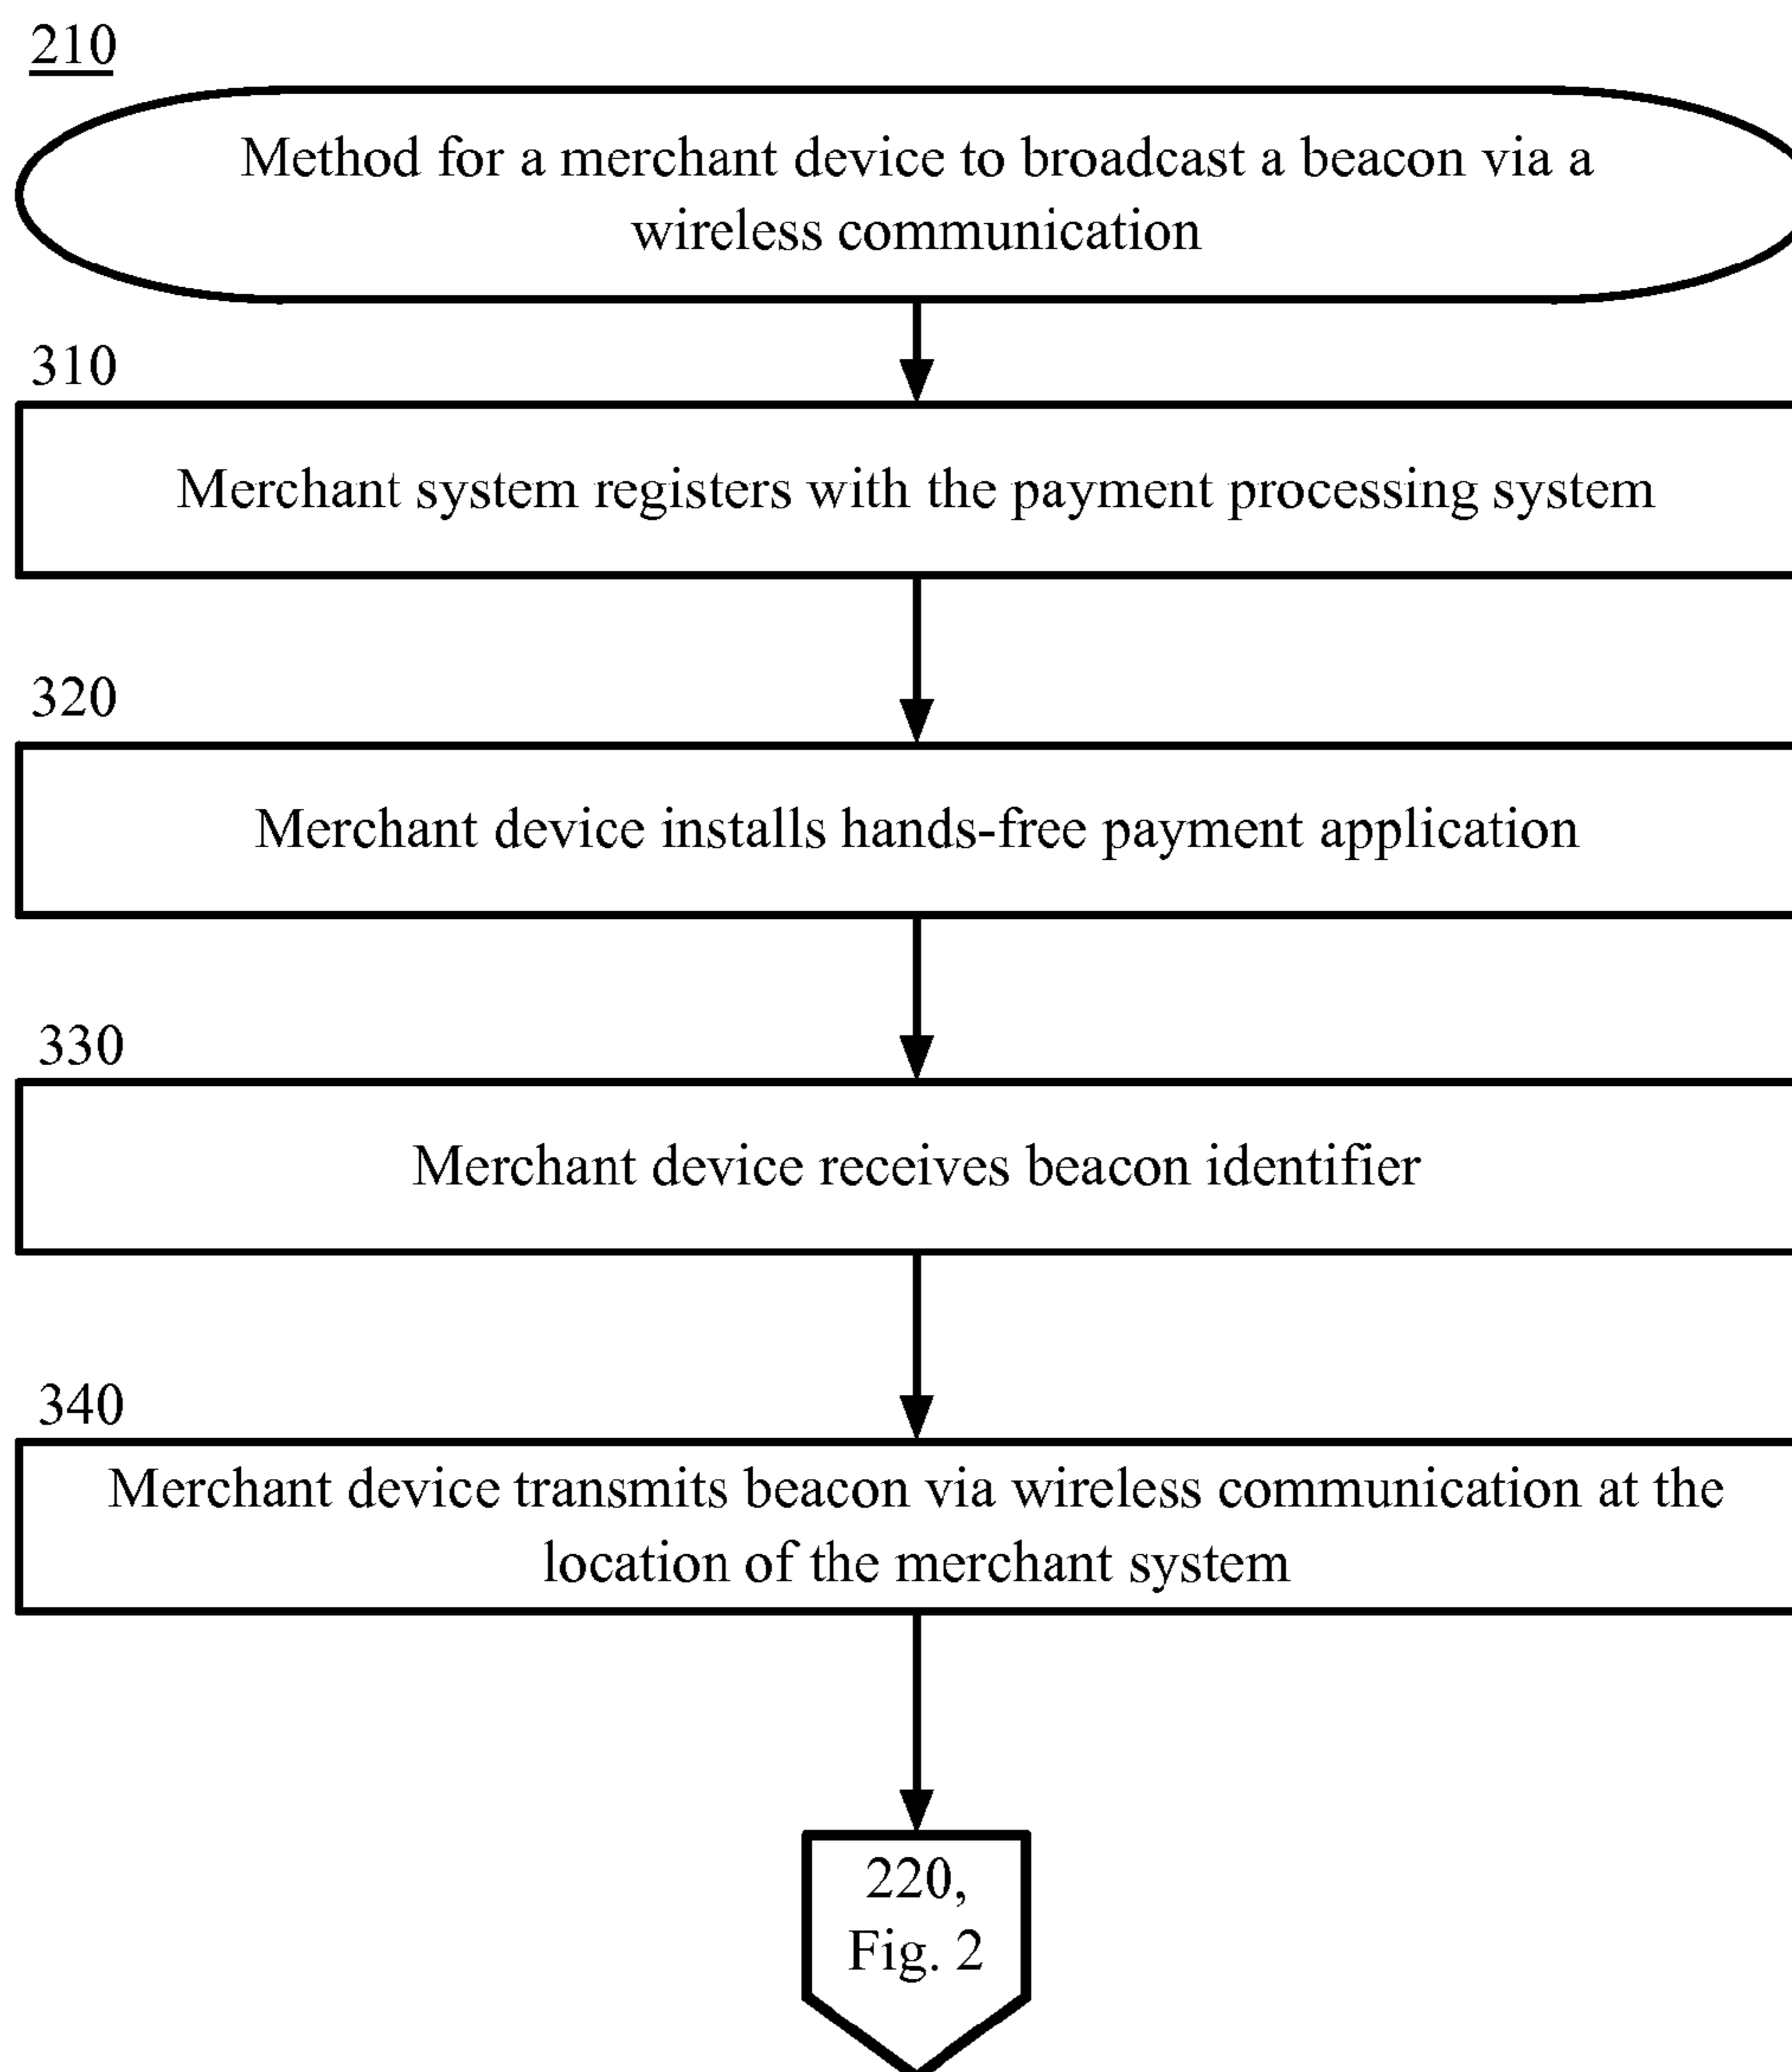 210
Method for a merchant device to broadcast a beacon via a
wireless communication
310
Merchant system registers with the payment processing system
320
Merchant device installs hands-free payment application
330
Merchant device receives beacon identifier
340
Merchant device transmits beacon via wireless communication at the
location of the merchant system
220,
Fig. 2